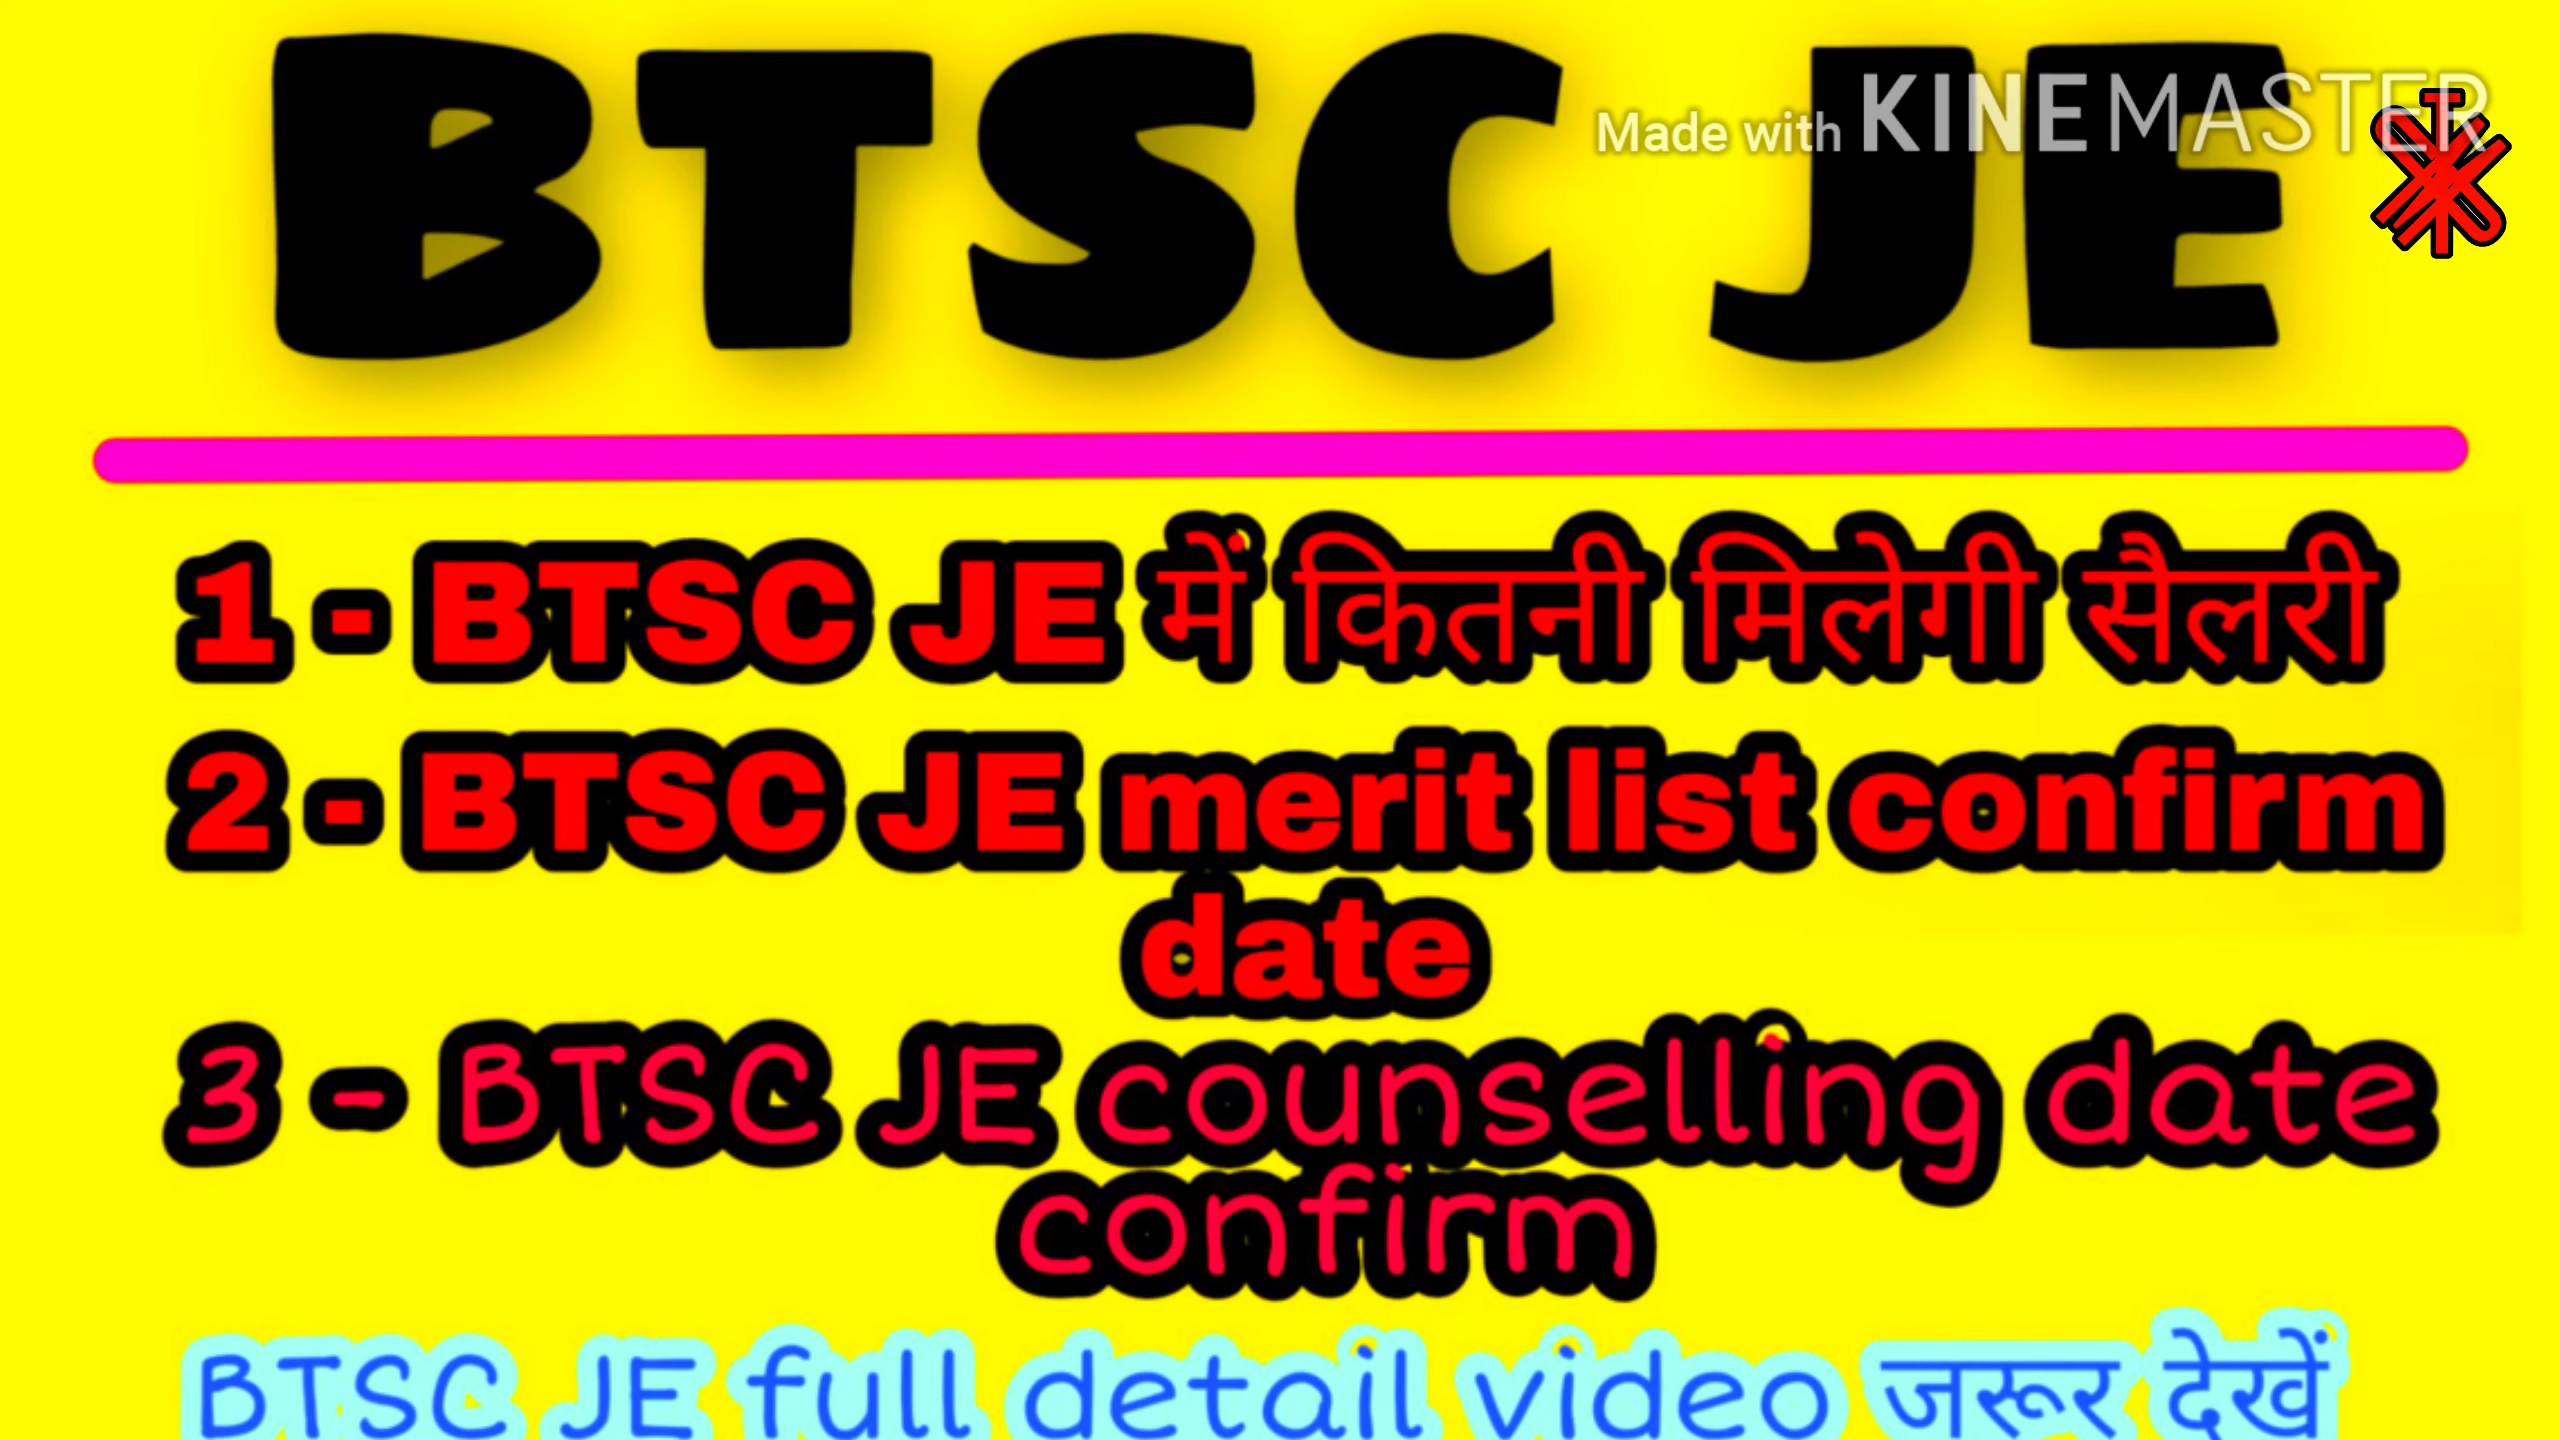 BTSC JE
Made with KINEMASTER
1 - BTSC JE में कितनी मिलेगी सैलरी
2 - BTSC JE merit list confirm
date
3 - BTSC JE counselling date
confirm
BTSC JE full detail video जरूर देखें